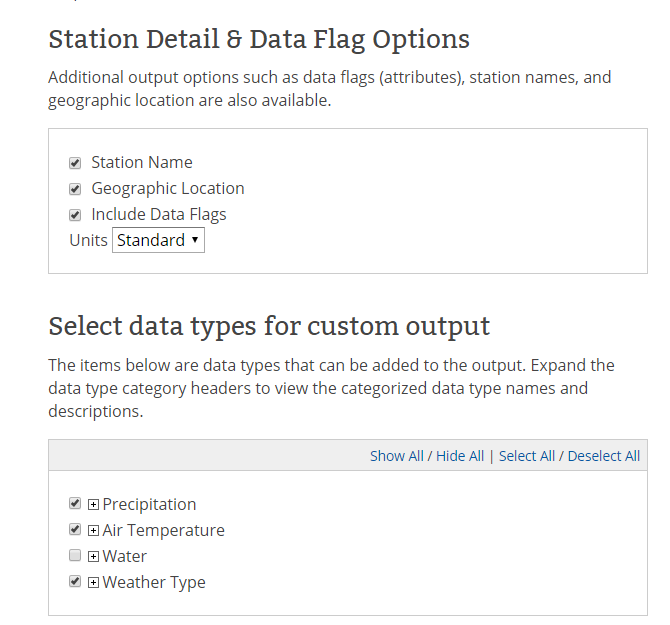 Station Detail & Data Flag Options
Additional output options such as data flags (attributes), station names, and
geographic location are also available.
Station Name
Geographic Location
Include Data Flags
Units Standard
Select data types for custom output
The items below are data types that can be added to the output. Expand the
data type category headers to view the categorized data type names and
descriptions.
Show All / Hide All | Select All / Deselect All
Precipitation
Air Temperature
Water
Weather Type